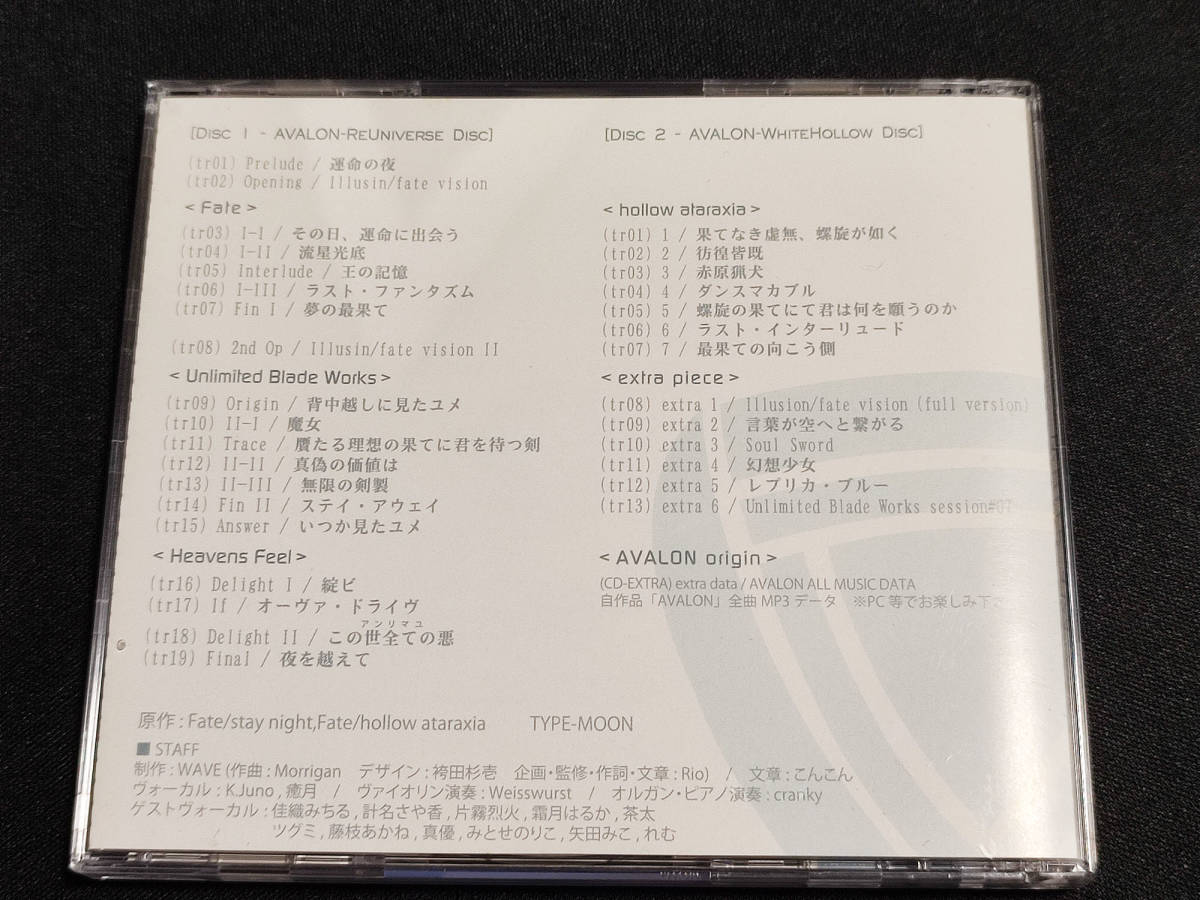 [DISC 1 - AVALON-REUNIVERSE DISC]
(tr01) Prelude / 運命の夜
(tr02) Opening / Illusin/fate vision
< Fate >
(tr03) I-I / その日、運命に出会う
(tr04) I-II / 流星光底
(tr05) Interlude / 王の記憶
(tr06) I-III / ラスト・ファンタズム
(tr07) Fin I / 夢の最果て
(tr08) 2nd Op / Illusin/fate vision II
< Unlimited Blade Works >
(tr09) Origin / 背中越しに見たユメ
(tr10) II-I / 魔女
(tr11) Trace / 贋たる理想の果てに君を待つ剣
(tr12) II-II / 真偽の価値は
(tr13) II-III / 無限の剣製
(tr14) Fin II / ステイ・アウェイ
(tr15) Answer / いつか見たユメ
< Heavens Feel >
(tr16) Delight I / 綻ビ
(tr17) If / オーヴァ・ドライヴ
アンリマユ
(tr18) Delight II / この世全ての悪
(tr19) Final / 夜を越えて
[DISC 2 - AVALON-WHITEHOLLOW DISC]
< hollow ataraxia >
(tr01) 1 / 果てなき虚無、螺旋が如く
(tr02) 2 / 彷徨皆既
(tr03) 3 / 赤原猟犬
(tr04) 4 / ダンスマカブル
(tr05) 5 / 螺旋の果てにて君は何を願うのか
(tr06) 6 / ラスト・インターリュード
(tr07) 7 / 最果ての向こう側
< extra piece >
(tr08) extra 1 / Illusion/fate vision (full version)
(tr09) extra 2 / 言葉が空へと繋がる
(tr10) extra 3 / Soul Sword
(tr11) extra 4 / 幻想少女
(tr12) extra 5 / レプリカ・ブルー
(tr13) extra 6 / Unlimited Blade Works session#07
< AVALON origin >
(CD-EXTRA) extra data / AVALON ALL MUSIC DATA
自作品「AVALON」全曲 MP3 データ ※PC 等でお楽しみ下さ
原作 : Fate/stay night,Fate/hollow ataraxia TYPE-MOON
■ STAFF
制作 : WAVE (作曲 : Morrigan デザイン : 袴田杉壱 企画・監修・作詞・文章 : Rio) / 文章 : こんこん
ヴォーカル : K.Juno , 癒月 / ヴァイオリン演奏 : Weisswurst / オルガン・ピアノ演奏 : cranky
ゲストヴォーカル : 佳織みちる , 計名さや香 , 片霧烈火 , 霜月はるか , 茶太
ツグミ , 藤枝あかね , 真優 , みとせのりこ , 矢田みこ , れむ